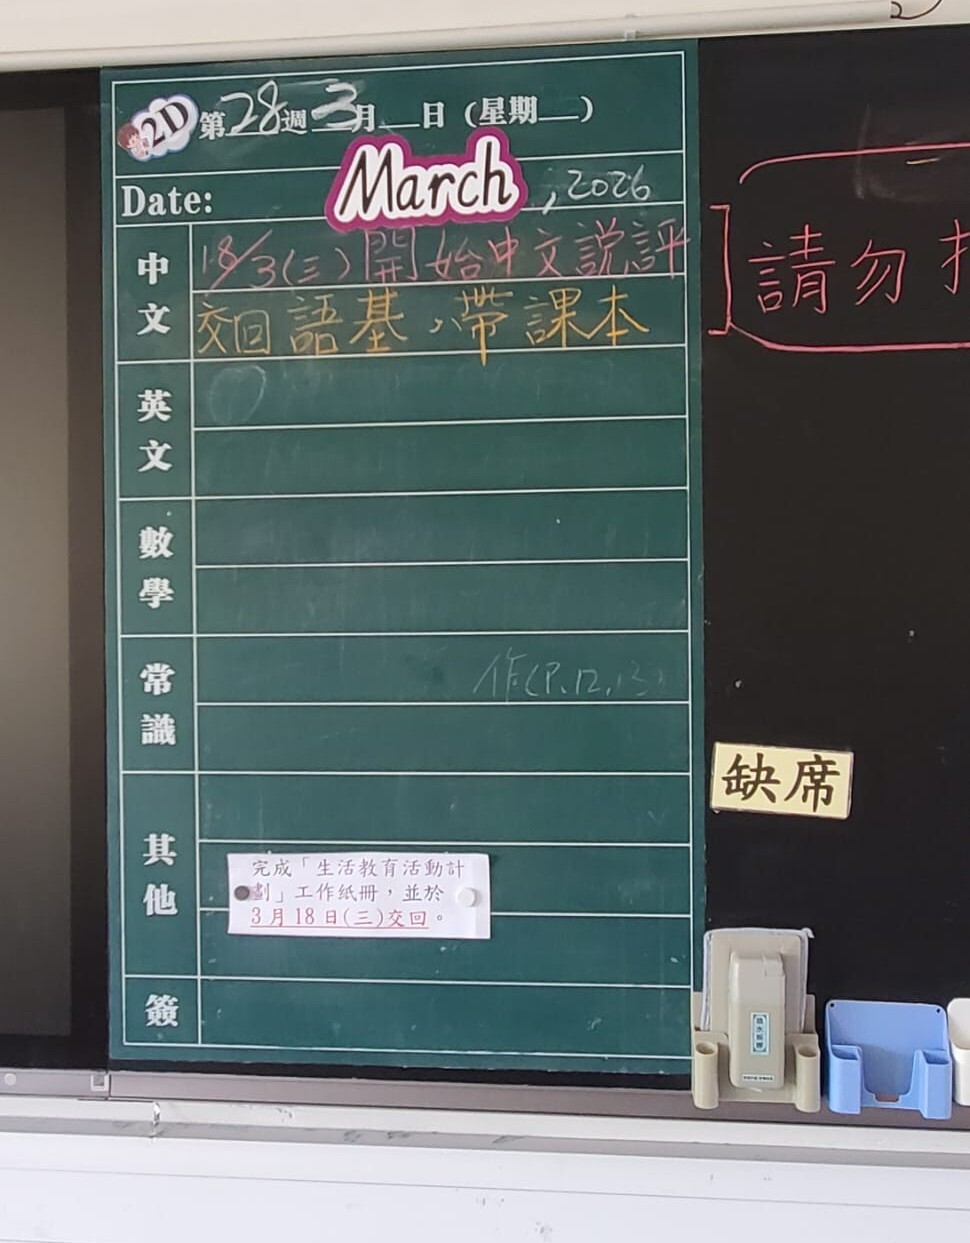 2D 第28週 3月__日（星期__）
Date: March , 2026
中文
18/3(三)開始中文說評
交回語基、帶課本
請勿
英文
數學
常識
作(P.12,13)
其他
完成「生活教育活動計
劃」工作紙冊，並於
3月18日(三)交回。
簽
缺席